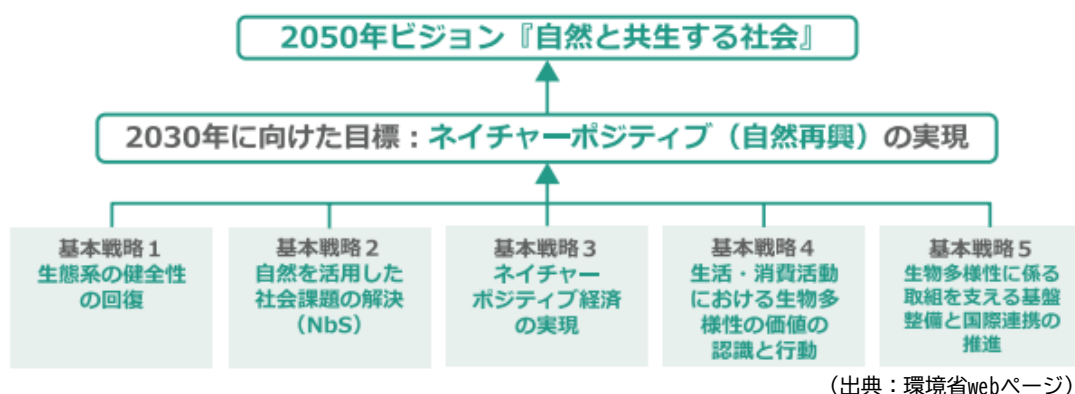 2050年ビジョン『自然と共生する社会』
2030年に向けた目標：ネイチャーポジティブ（自然再興）の実現
基本戦略１
生態系の健全性
の回復
基本戦略２
自然を活用した
社会課題の解決
（NbS）
基本戦略３
ネイチャー
ポジティブ経済
の実現
基本戦略４
生活・消費活動
における生物多
様性の価値の
認識と行動
基本戦略５
生物多様性に係る
取組を支える基盤
整備と国際連携の
推進
（出典：環境省webページ）